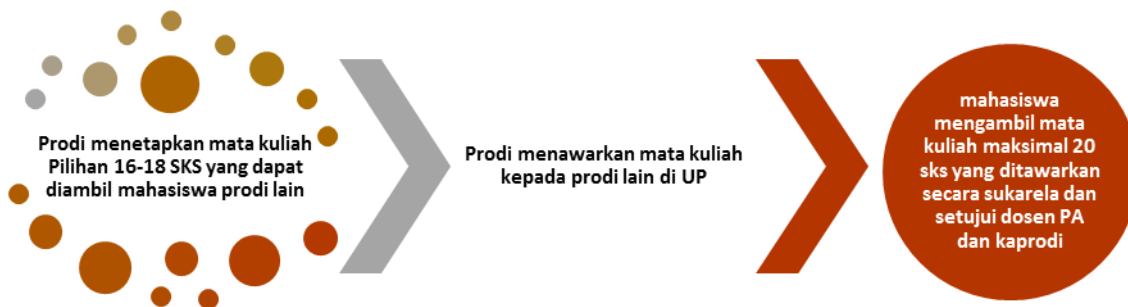 Prodi menetapkan mata kuliah
Pilihan 16-18 SKS yang dapat
diambil mahasiswa prodi lain
Prodi menawarkan mata kuliah
kepada prodi lain di UP
mahasiswa
mengambil mata
kuliah maksimal 20
sks yang ditawarkan
secara sukarela dan
setujui dosen PA
dan kaprodi